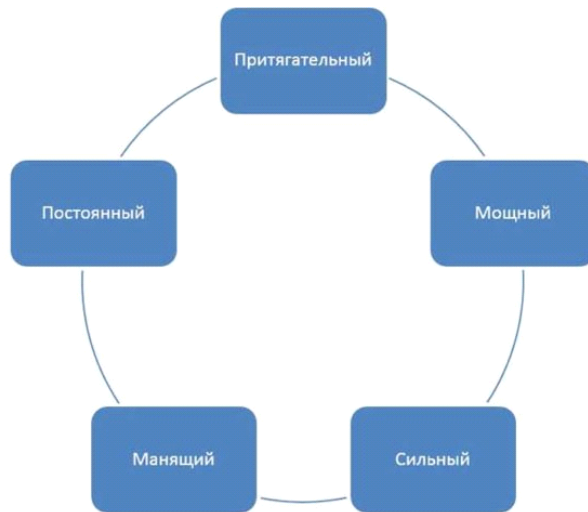 Притягательный
Постоянный
Мощный
Манящий
Сильный